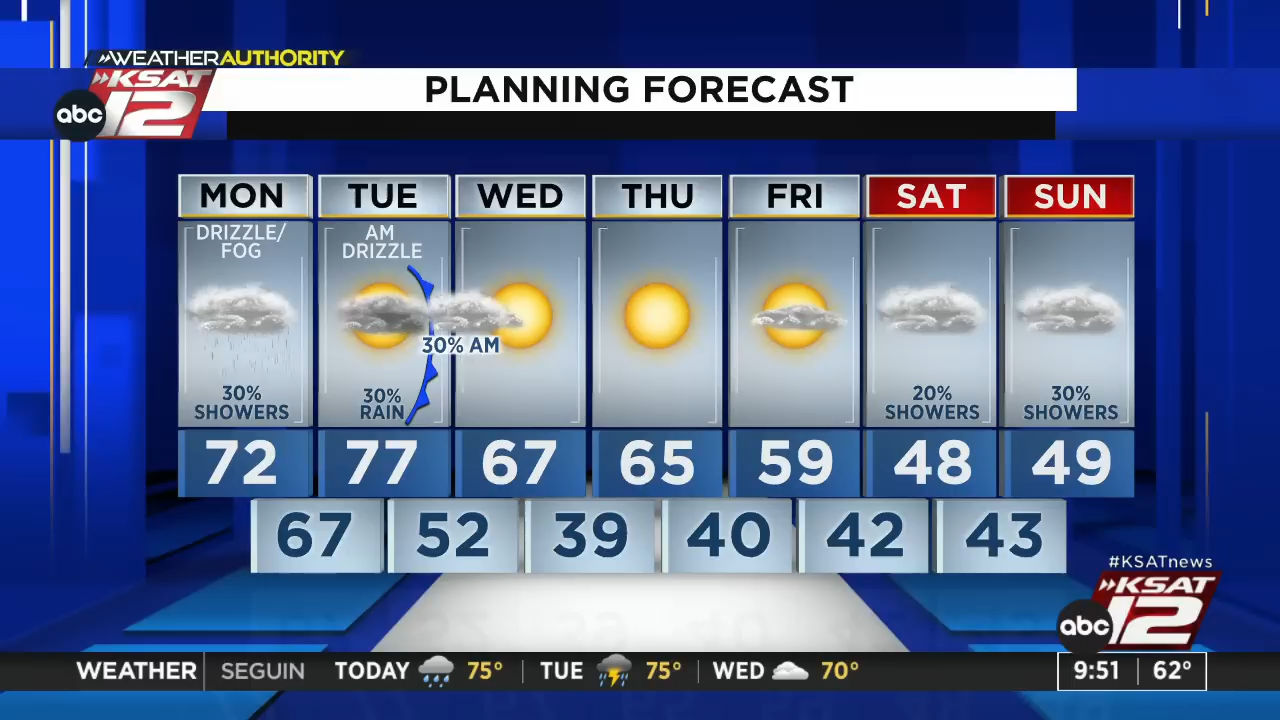 WEATHERAUTHORITY
KSAT
abc 12
PLANNING FORECAST
MON TUE WED THU FRI SAT SUN
DRIZZLE/
FOG
AM
DRIZZLE
30% AM
30%
SHOWERS
30%
RAIN
20%
SHOWERS
30%
SHOWERS
72 77 67 65 59 48 49
67 52 39 40 42 43
#KSATnews
KSAT
abc 12
WEATHER SEGUIN TODAY 75° TUE 75° WED 70° 9:51 62°